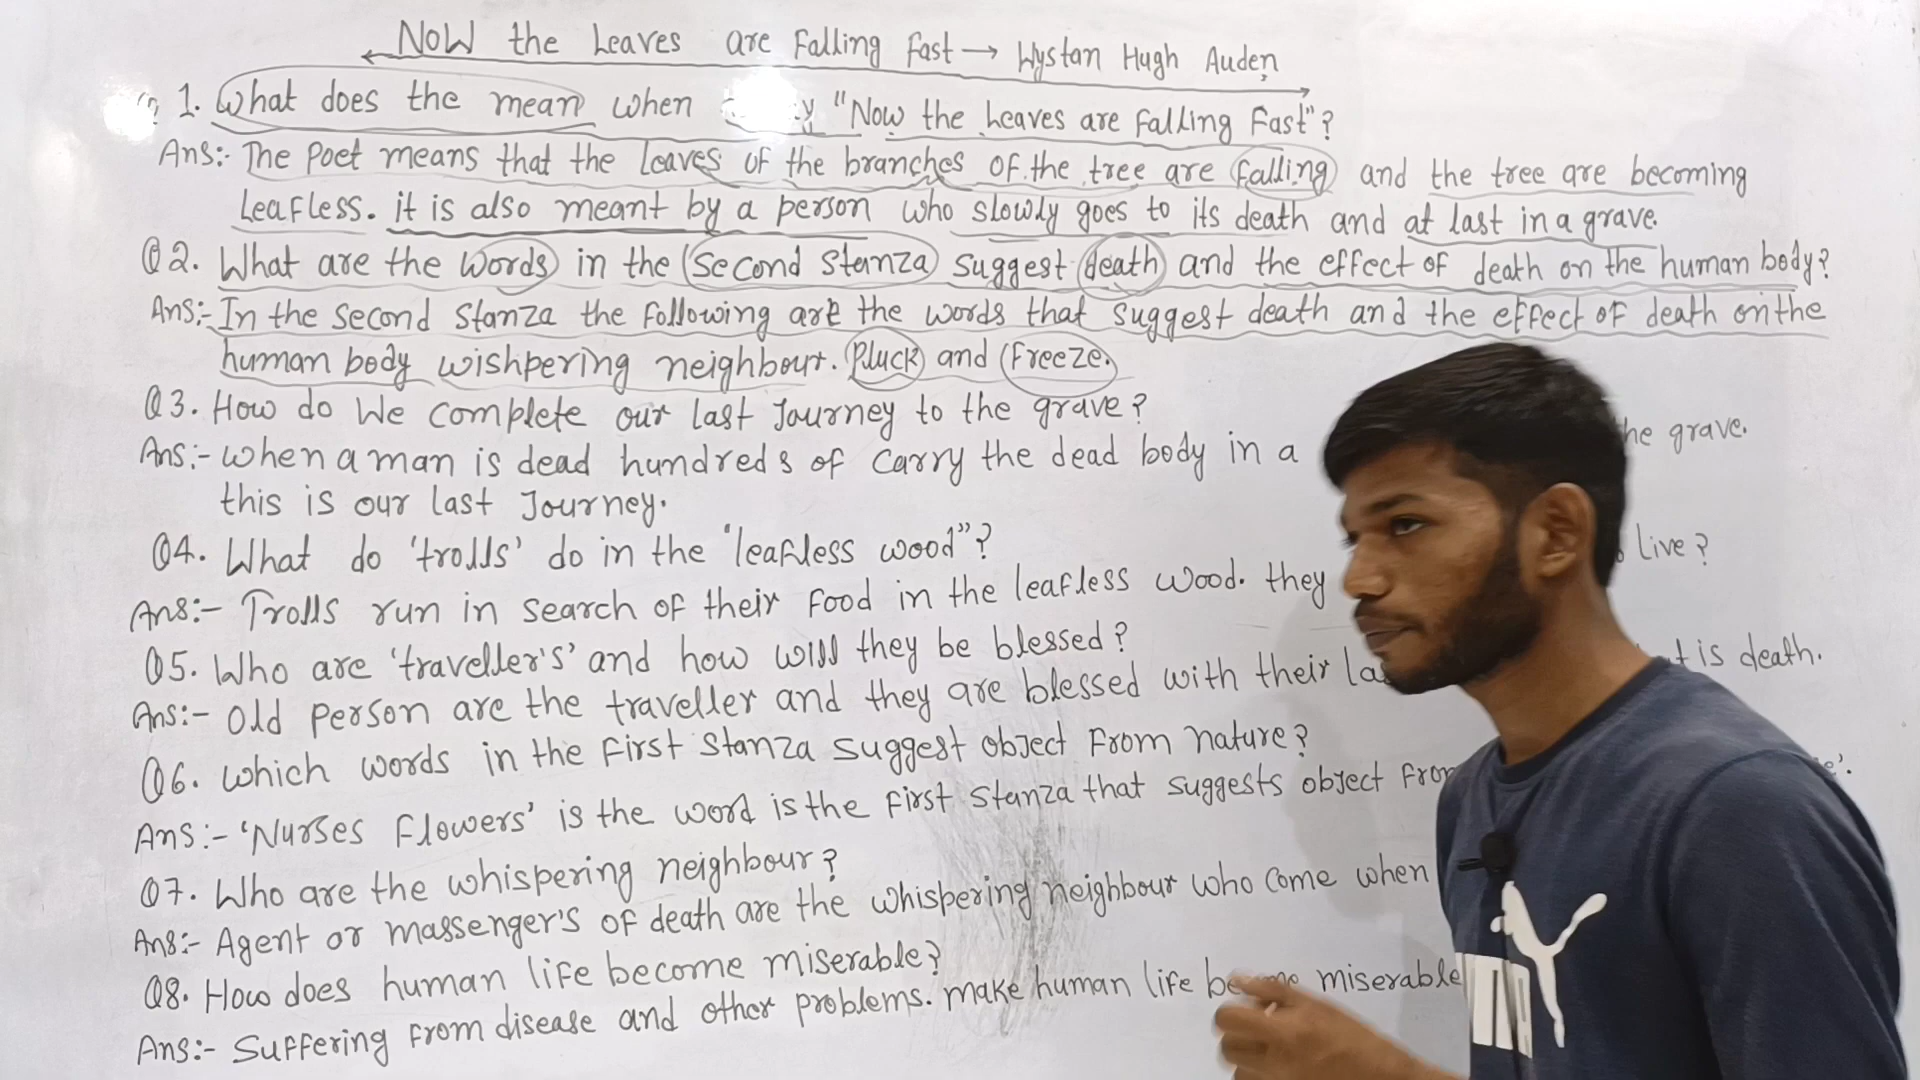 Now the Leaves are Falling Fast → Wystan Hugh Auden
1. What does the mean when "Now the Leaves are Falling Fast"?
Ans:- The Poet means that the leaves of the branches of the tree are falling and the tree are becoming
Leafless. it is also meant by a person who slowly goes to its death and at last in a grave.
Q2. What are the words in the Second Stanza suggest death and the effect of death on the human body?
Ans:- In the second Stanza the following are the words that suggest death and the effect of death on the
human body wishpering neighbour. Pluck and Freeze.
Q3. How do We complete our last Journey to the grave?
Ans:- When a man is dead hundreds of carry the dead body in a the grave.
this is our last Journey.
Q4. What do 'trolls' do in the "leafless wood"?
live?
Ans:- Trolls run in search of their Food in the leafless wood. they
Q5. Who are 'traveller's' and how will they be blessed?
Ans:- Old person are the traveller and they are blessed with their is death.
Q6. Which words in the first Stanza suggest object From nature?
Ans:- 'Nurses Flowers' is the word is the first Stanza that suggests object
Q7. Who are the whispering neighbour?
Ans:- Agent or massenger's of death are the whispering neighbour who come when
Q8. How does human life become miserable?
Ans:- Suffering from disease and other problems. make human life miserable